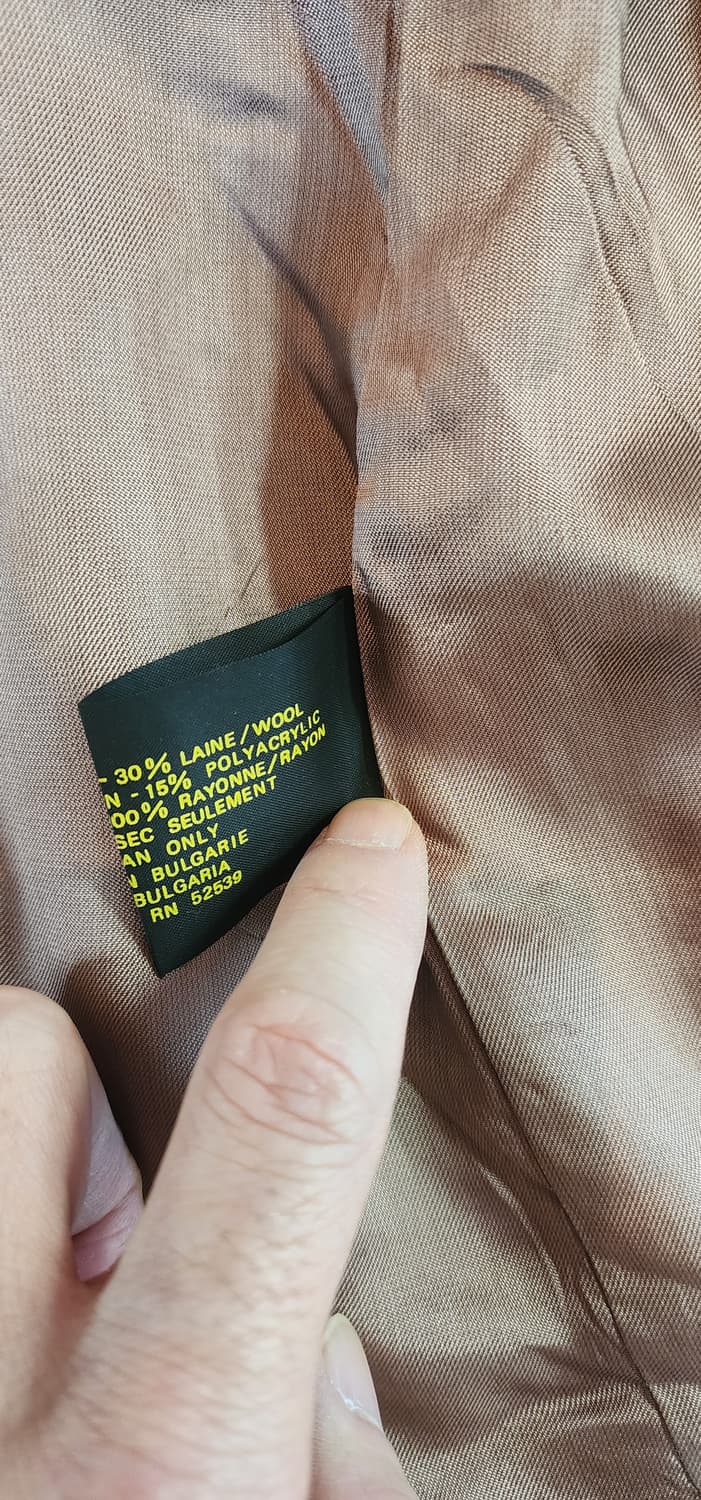 - 30% LAINE/WOOL
N - 15% POLYACRYLIC
00% RAYONNE/RAYON
SEC SEULEMENT
AN ONLY
N BULGARIE
BULGARIA
RN 52539